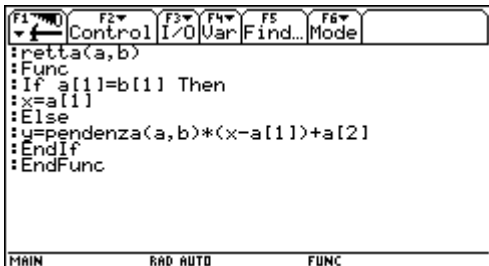 F1 F2 F3 F4 F5 F6
Control I/O Var Find... Mode
:retta(a,b)
:Func
:If a[1]=b[1] Then
:x=a[1]
:Else
:y=pendenza(a,b)*(x-a[1])+a[2]
:EndIf
:EndFunc
MAIN RAD AUTO FUNC